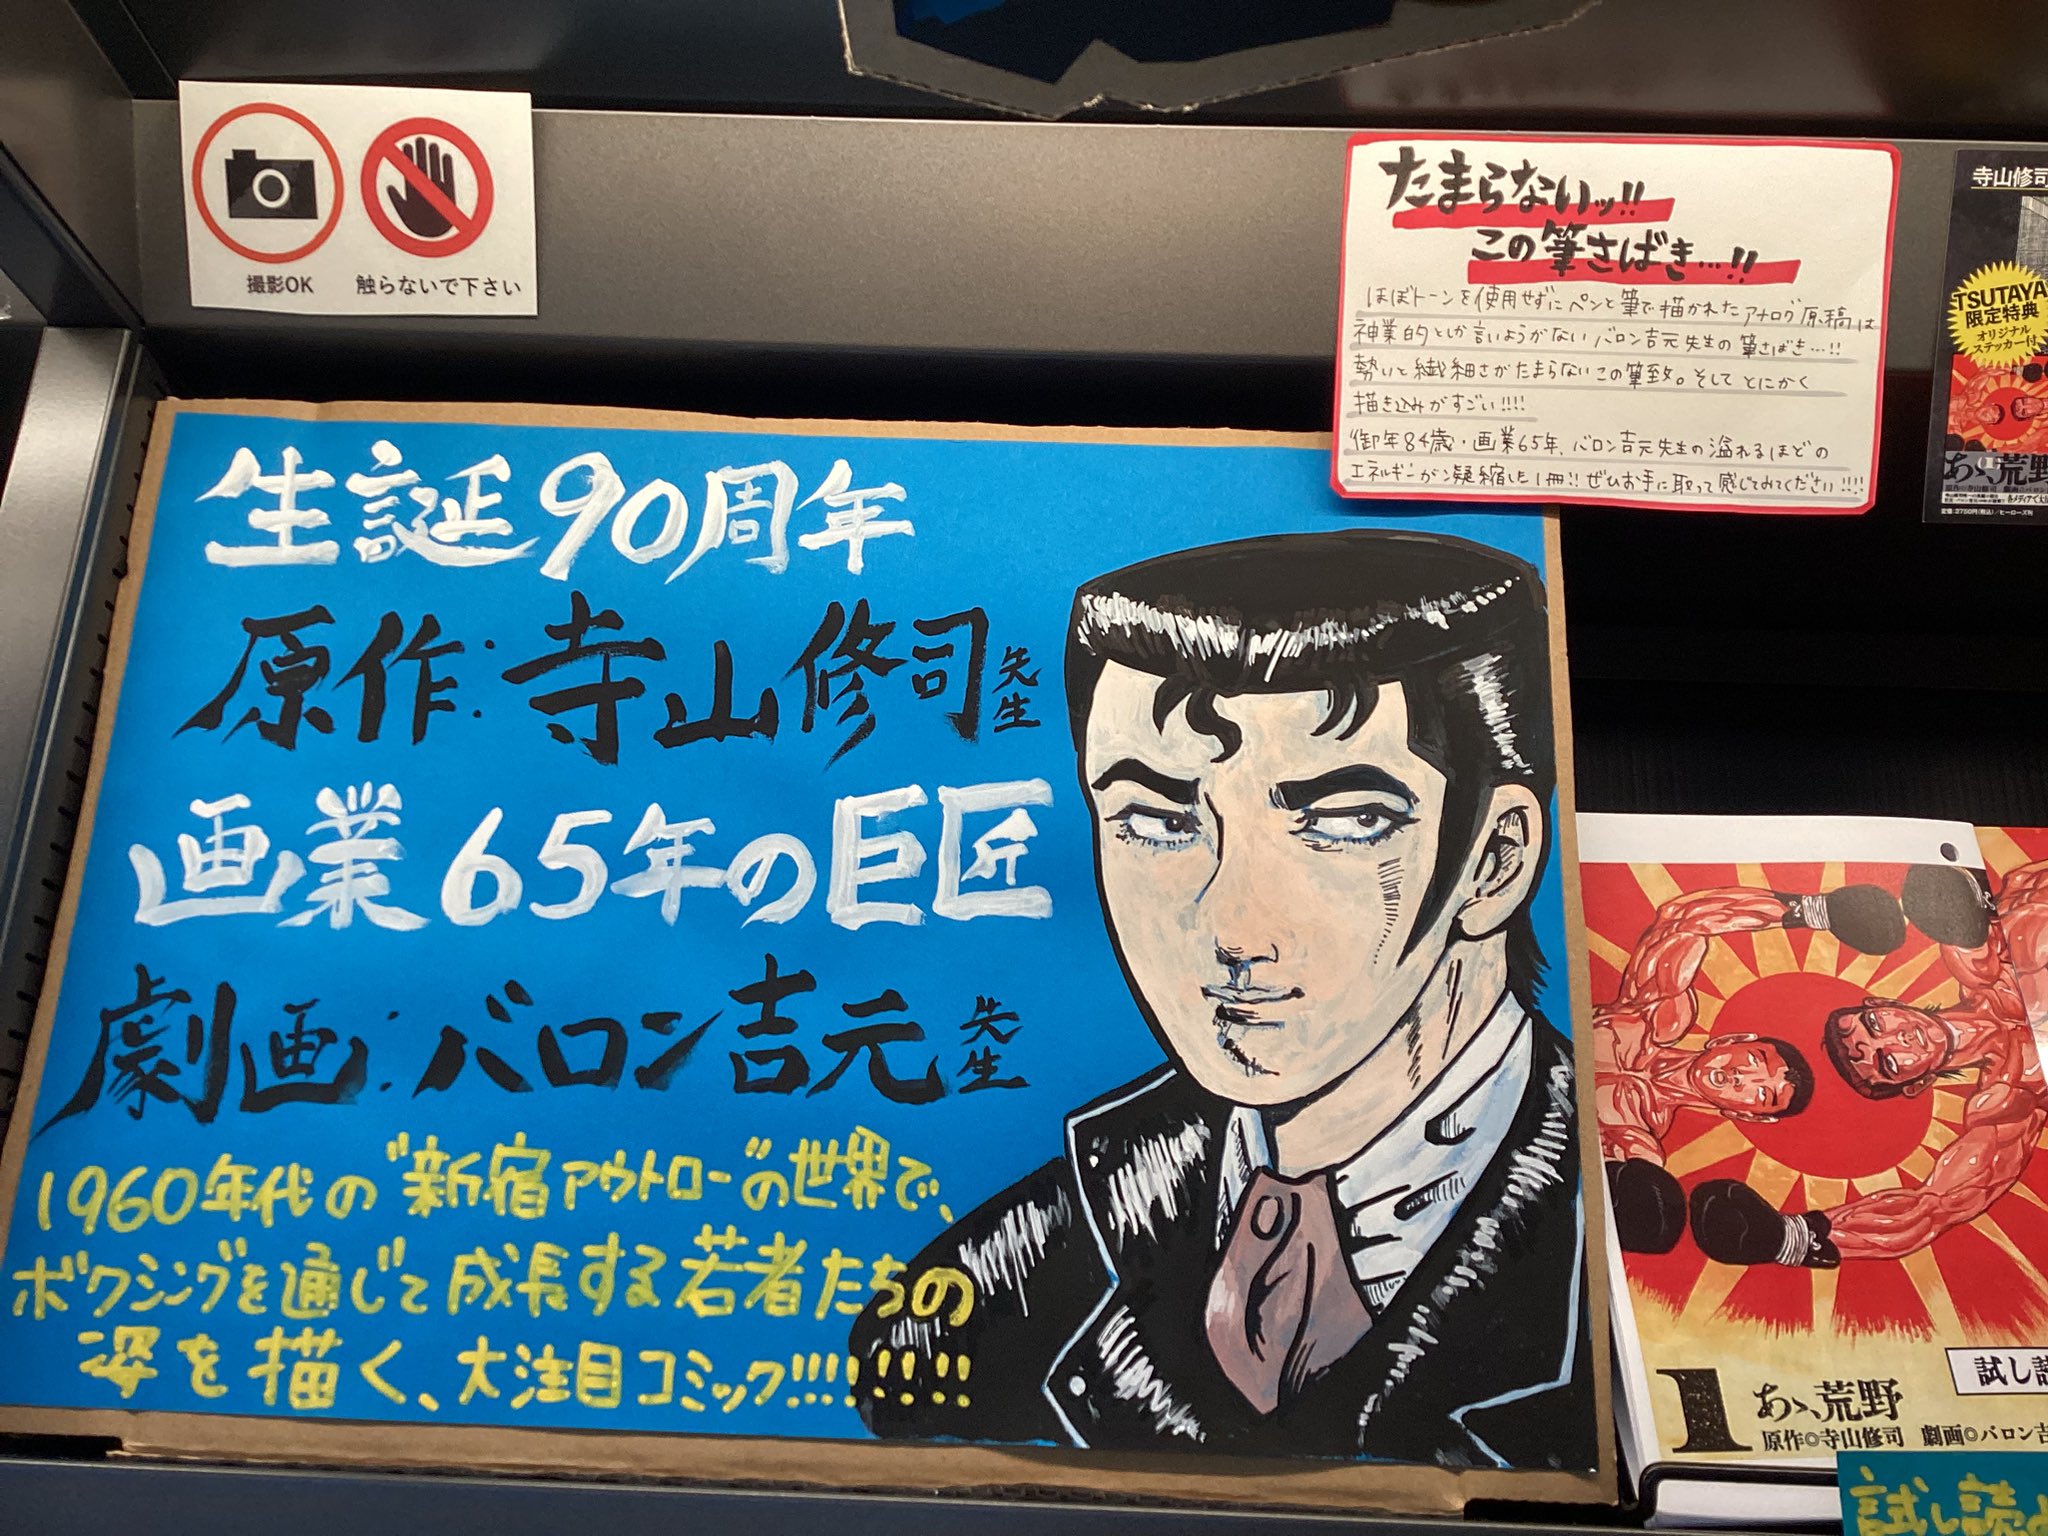 撮影OK
触らないで下さい
たまらないッ!!
この筆さばき…!!
ほぼトーンを使用せずにペンと筆で描かれたアナログ原稿は
神業的としか言いようがないバロン吉元先生の筆さばき…!!
勢いと繊細さがたまらないこの筆致。そしてとにかく
描き込みがすごい!!!!
御年84歳・画業65年、バロン吉元先生の溢れるほどの
エネルギーが凝縮した1冊!!ぜひお手に取って感じてみてください!!!!
寺山修司
TSUTAYA
限定特典
オリジナル
ステッカー付
あゝ荒野
生誕90周年
原作:寺山修司先生
画業65年の巨匠
劇画:バロン吉元先生
1960年代の"新宿アウトロー"の世界で、
ボクシングを通じて成長する若者たちの
姿を描く、大注目コミック!!!!!!!!
1
あゝ、荒野
原作◎寺山修司 劇画◎バロン吉
試し読
試し読め